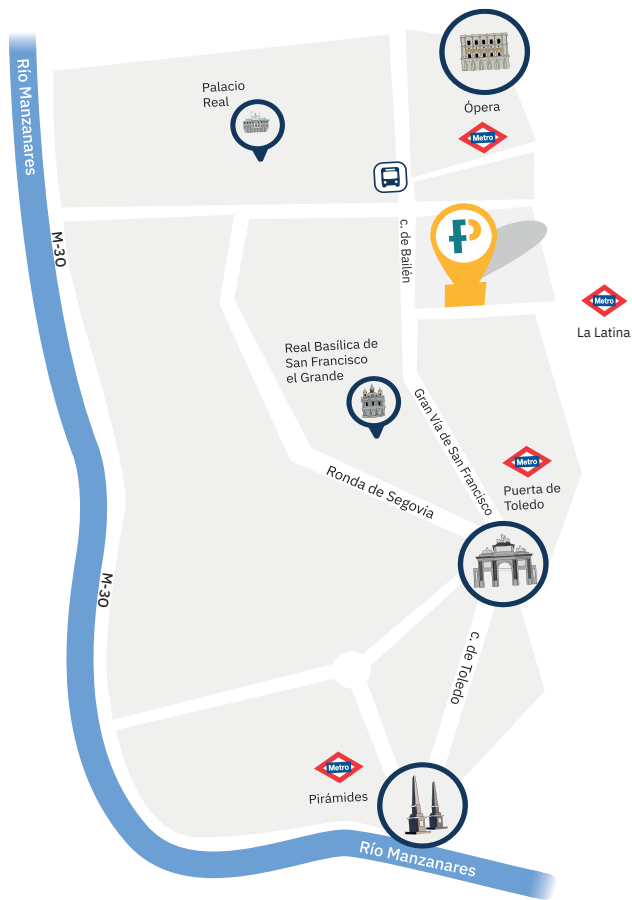 Río Manzanares
Palacio
Real
Ópera
Metro
M-30
c. de Bailén
fP
Metro
La Latina
Real Basílica de
San Francisco
el Grande
Gran Vía de San Francisco
Metro
Puerta de
Toledo
Ronda de Segovia
M-30
c. de Toledo
Metro
Pirámides
Río Manzanares